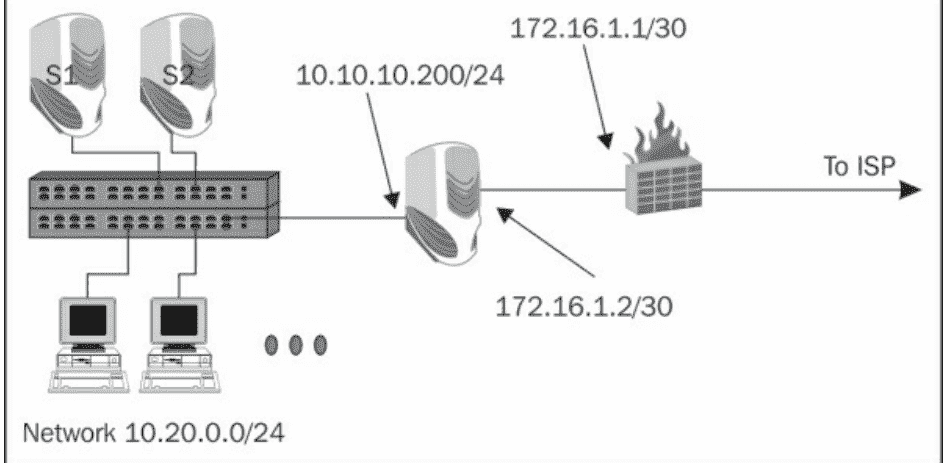 172.16.1.1/30
S1
S2
10.10.10.200/24
To ISP
172.16.1.2/30
Network 10.20.0.0/24